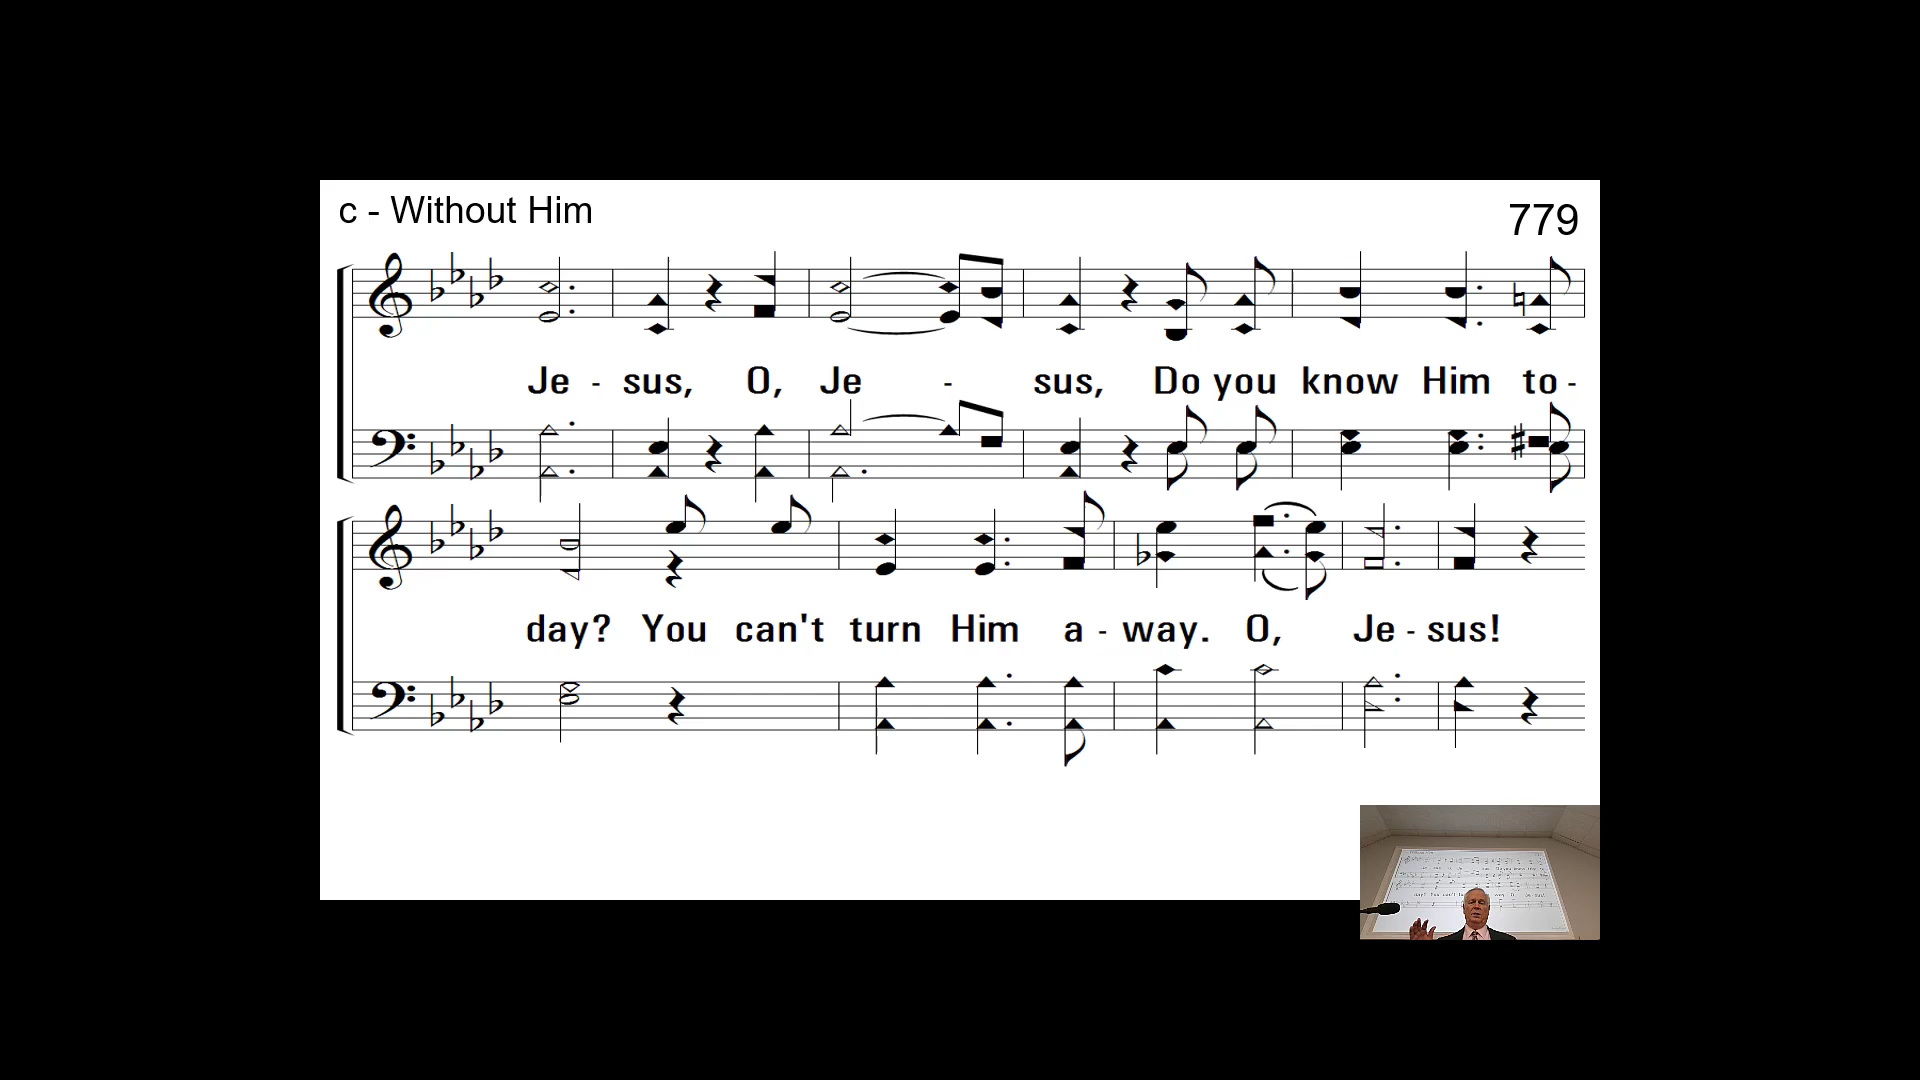 c - Without Him
779
Je - sus, O, Je - sus, Do you know Him to -
day? You can't turn Him a - way. O, Je - sus!